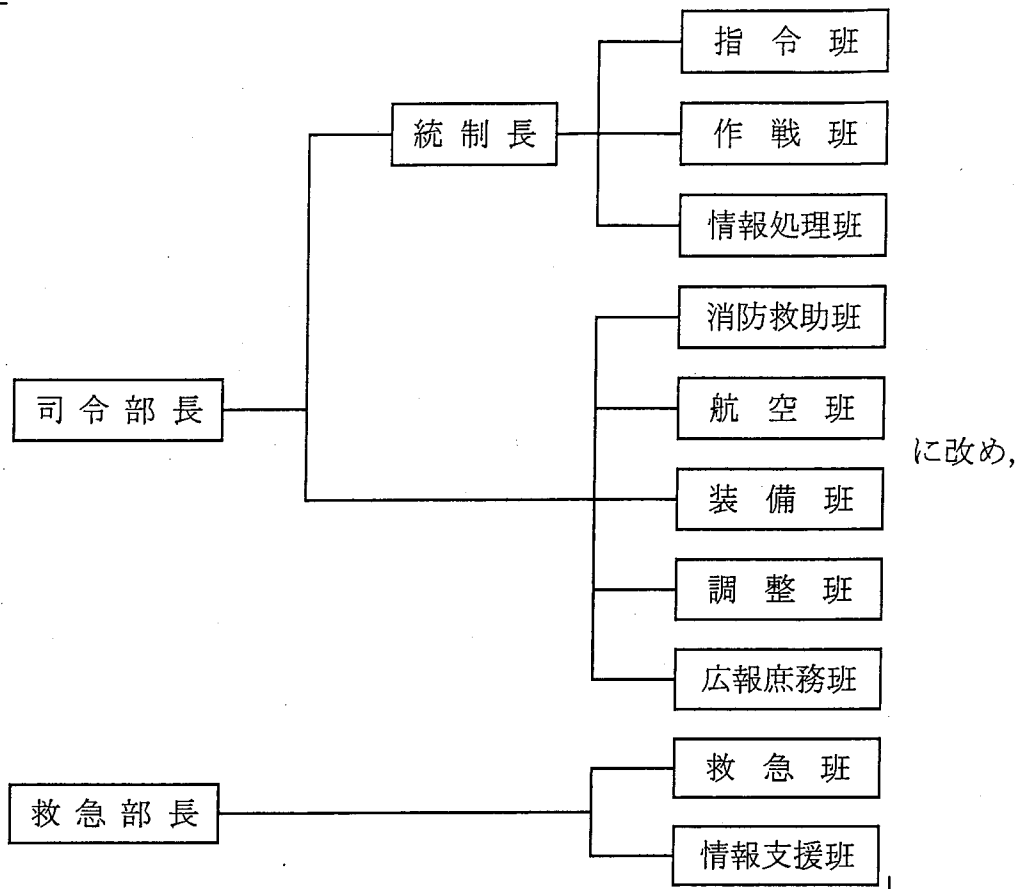 指令班
統制長
作戦班
情報処理班
消防救助班
司令部長
航空班
に改め,
装備班
調整班
広報庶務班
救急班
救急部長
情報支援班